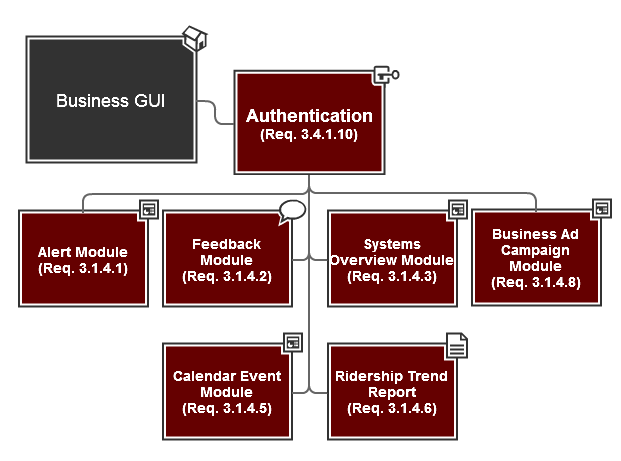 Business GUI
Authentication
(Req. 3.4.1.10)
Alert Module
(Req. 3.1.4.1)
Feedback
Module
(Req. 3.1.4.2)
Systems
Overview Module
(Req. 3.1.4.3)
Business Ad
Campaign
Module
(Req. 3.1.4.8)
Calendar Event
Module
(Req. 3.1.4.5)
Ridership Trend
Report
(Req. 3.1.4.6)